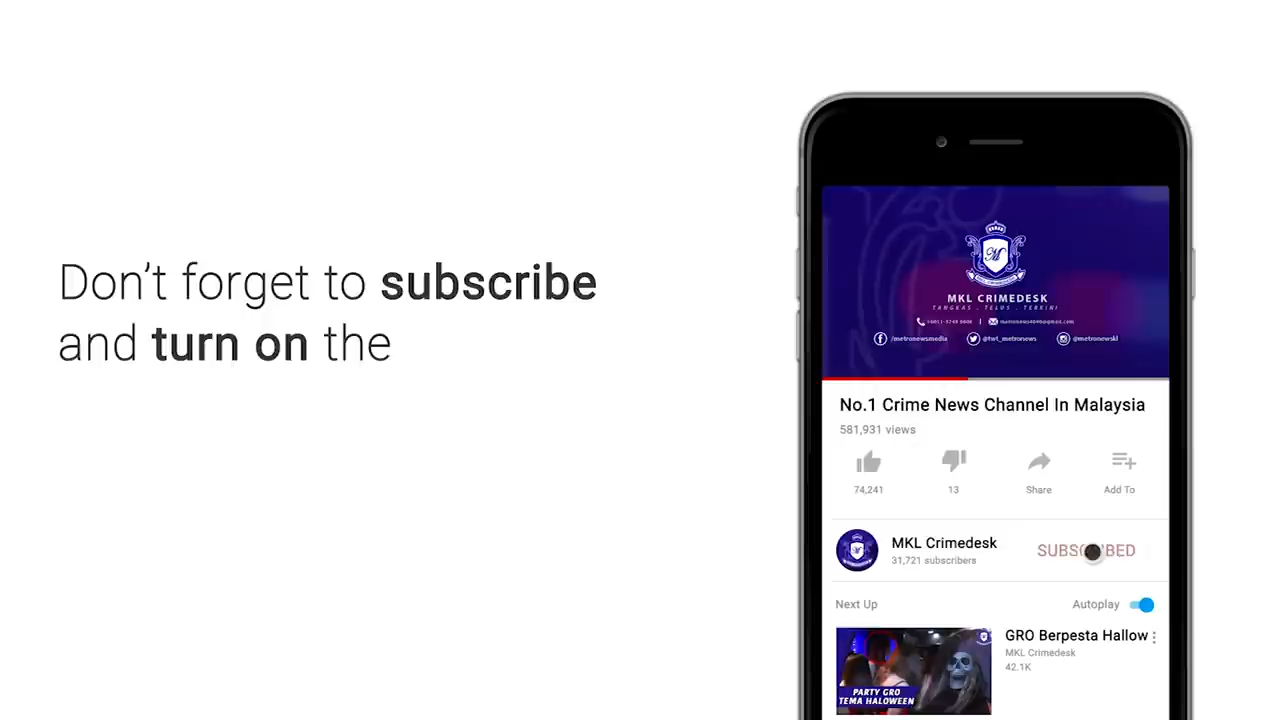 Don't forget to subscribe
and turn on the
MKL CRIMEDESK
TANGKAS . TELUS . TERKINI
/metronewsmedia
@twt_metronews
@metronewskl
No.1 Crime News Channel In Malaysia
581,931 views
74,241
13
Share
Add To
MKL Crimedesk
31,721 subscribers
SUBSCRIBED
Next Up
Autoplay
GRO Berpesta Hallow
MKL Crimedesk
42.1K
PARTY GRO
TEMA HALOWEEN